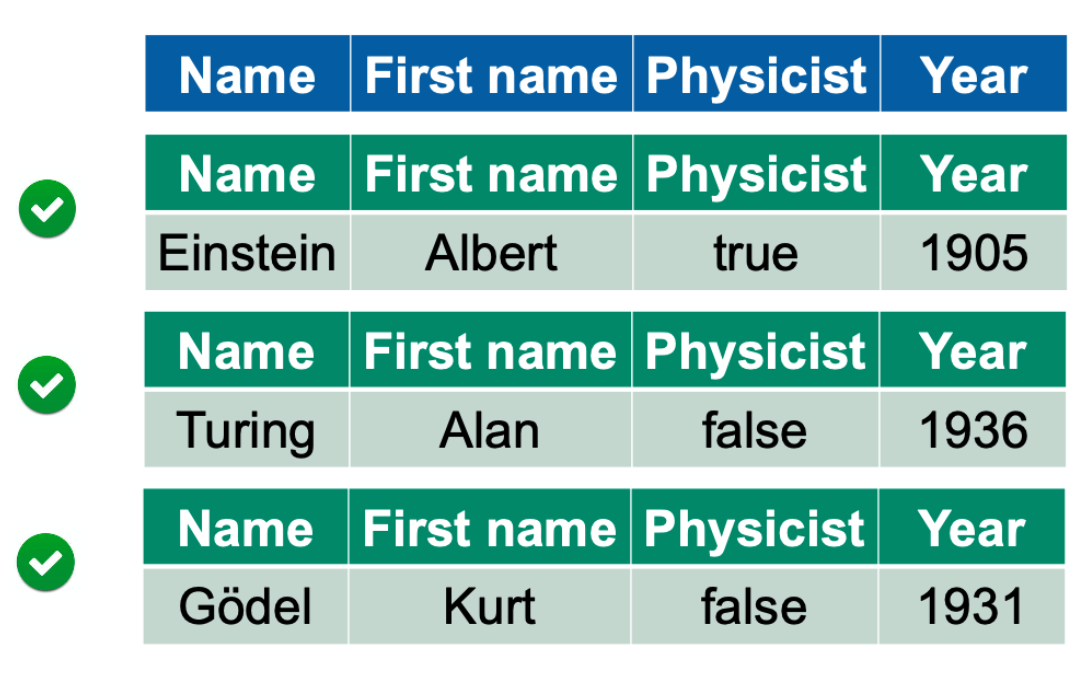 Name First name Physicist Year
Name First name Physicist Year
Einstein Albert true 1905
Name First name Physicist Year
Turing Alan false 1936
Name First name Physicist Year
Gödel Kurt false 1931